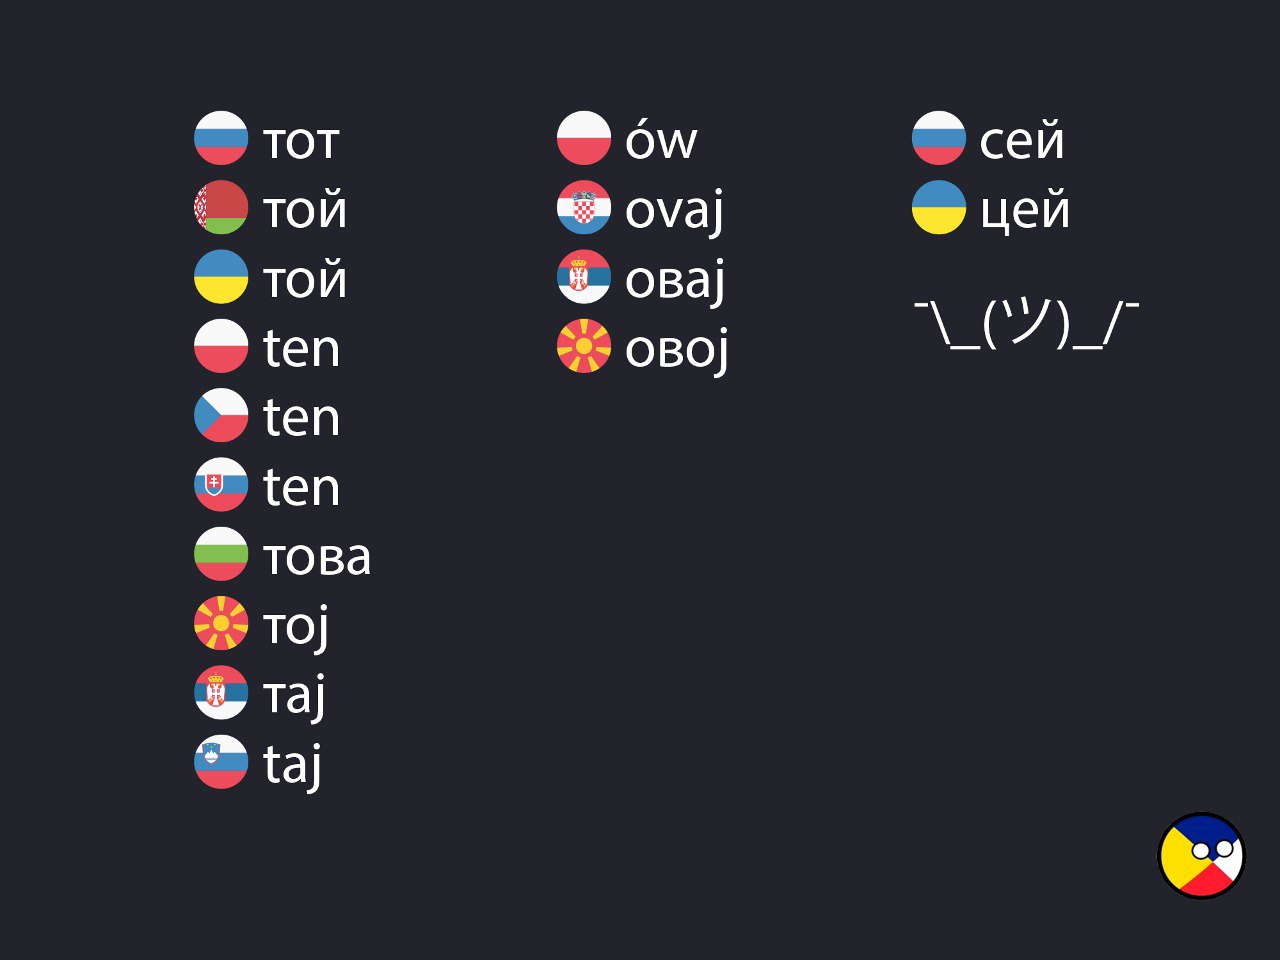 тот
той
той
ten
ten
ten
това
тој
тај
taj
ów
ovaj
овај
овој
сей
цей
¯\_(ツ)_/¯